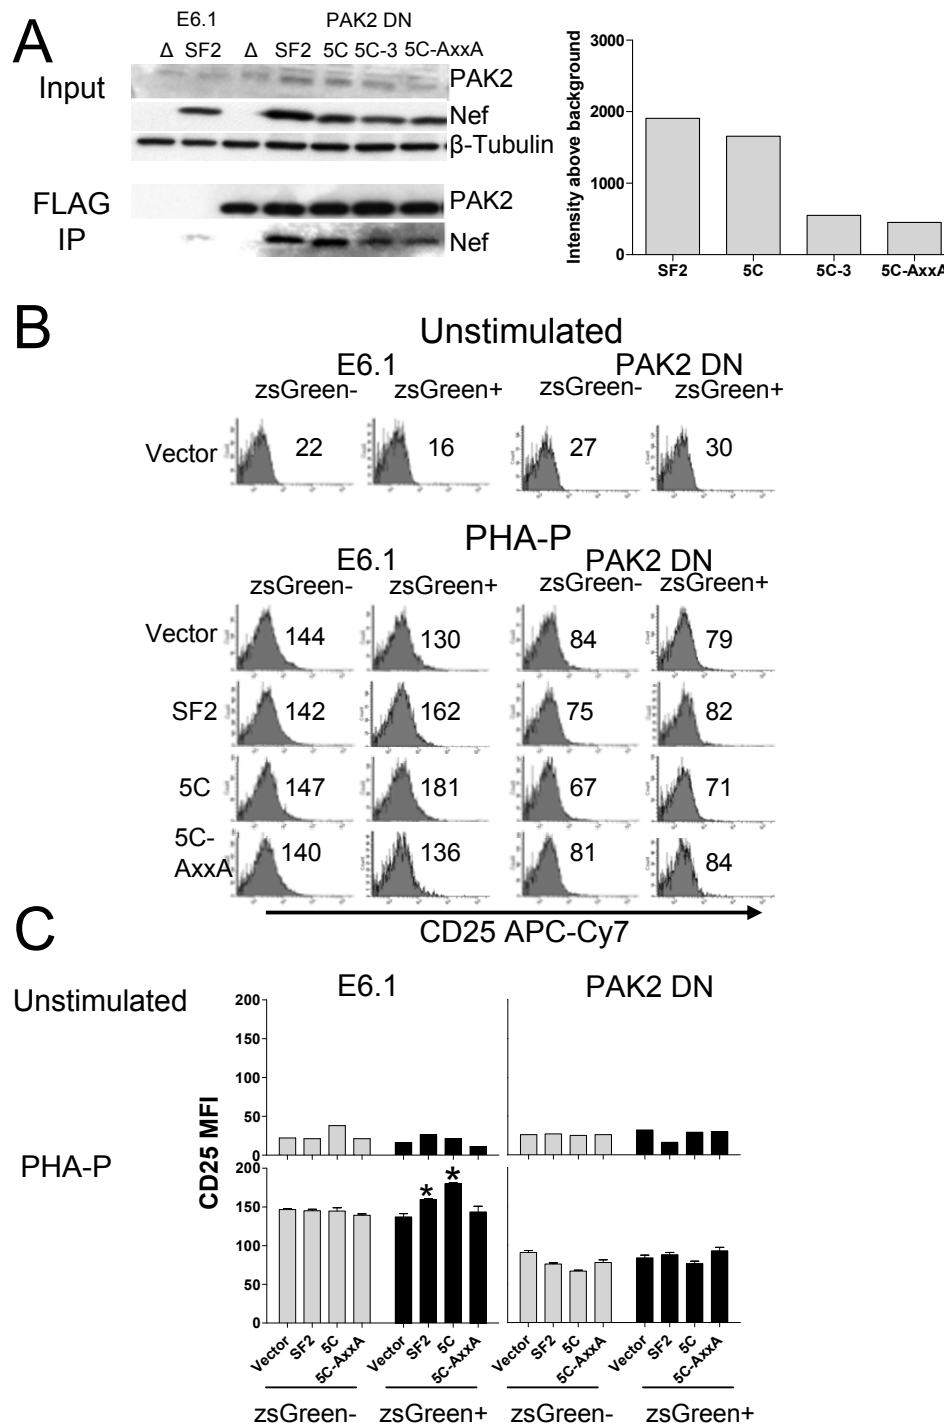 A
E6.1 PAK2 DN
Δ SF2 Δ SF2 5C 5C-3 5C-AxxA
Input
PAK2
Nef
β-Tubulin
FLAG
IP
PAK2
Nef
Intensity above background
3000
2000
1000
0
SF2 5C 5C-3 5C-AxxA
B
Unstimulated
E6.1 PAK2 DN
zsGreen- zsGreen+ zsGreen- zsGreen+
Vector 22 16 27 30
PHA-P
E6.1 PAK2 DN
zsGreen- zsGreen+ zsGreen- zsGreen+
Vector 144 130 84 79
SF2 142 162 75 82
5C 147 181 67 71
5C-
AxxA 140 136 81 84
CD25 APC-Cy7
C
E6.1 PAK2 DN
Unstimulated
PHA-P
CD25 MFI
200
150
100
50
0
200
150
100
50
0
* *
Vector SF2 5C 5C-AxxA Vector SF2 5C 5C-AxxA Vector SF2 5C 5C-AxxA Vector SF2 5C 5C-AxxA
zsGreen- zsGreen+ zsGreen- zsGreen+